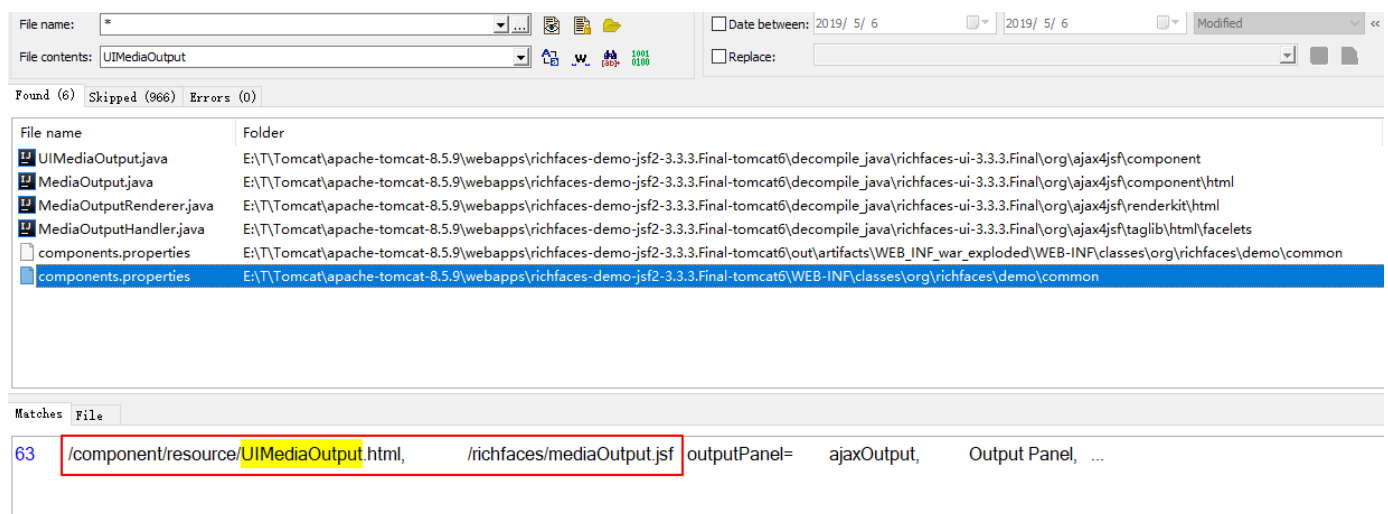 File name: * ... Date between: 2019/ 5/ 6 2019/ 5/ 6 Modified «
File contents: UIMediaOutput .w. [ab]* 1001 0100 Replace:
Found (6) Skipped (966) Errors (0)
File name Folder
UIMediaOutput.java E:\T\Tomcat\apache-tomcat-8.5.9\webapps\richfaces-demo-jsf2-3.3.3.Final-tomcat6\decompile_java\richfaces-ui-3.3.3.Final\org\ajax4jsf\component
MediaOutput.java E:\T\Tomcat\apache-tomcat-8.5.9\webapps\richfaces-demo-jsf2-3.3.3.Final-tomcat6\decompile_java\richfaces-ui-3.3.3.Final\org\ajax4jsf\component\html
MediaOutputRenderer.java E:\T\Tomcat\apache-tomcat-8.5.9\webapps\richfaces-demo-jsf2-3.3.3.Final-tomcat6\decompile_java\richfaces-ui-3.3.3.Final\org\ajax4jsf\renderkit\html
MediaOutputHandler.java E:\T\Tomcat\apache-tomcat-8.5.9\webapps\richfaces-demo-jsf2-3.3.3.Final-tomcat6\decompile_java\richfaces-ui-3.3.3.Final\org\ajax4jsf\taglib\html\facelets
components.properties E:\T\Tomcat\apache-tomcat-8.5.9\webapps\richfaces-demo-jsf2-3.3.3.Final-tomcat6\out\artifacts\WEB_INF_war_exploded\WEB-INF\classes\org\richfaces\demo\common
components.properties E:\T\Tomcat\apache-tomcat-8.5.9\webapps\richfaces-demo-jsf2-3.3.3.Final-tomcat6\WEB-INF\classes\org\richfaces\demo\common
Matches File
63 /component/resource/UIMediaOutput.html, /richfaces/mediaOutput.jsf outputPanel= ajaxOutput, Output Panel, ...